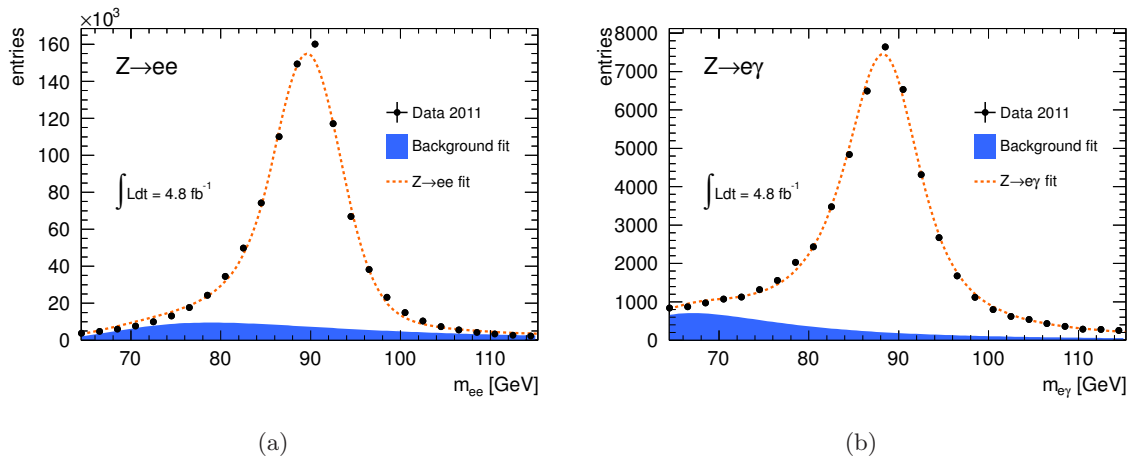 ×10³
entries
160
140
120
100
80
60
40
20
0
Z→ee
Data 2011
Background fit
Z→ee fit
∫Ldt = 4.8 fb⁻¹
70 80 90 100 110
m_ee [GeV]
(a)
entries
8000
7000
6000
5000
4000
3000
2000
1000
0
Z→eγ
Data 2011
Background fit
Z→eγ fit
∫Ldt = 4.8 fb⁻¹
70 80 90 100 110
m_eγ [GeV]
(b)